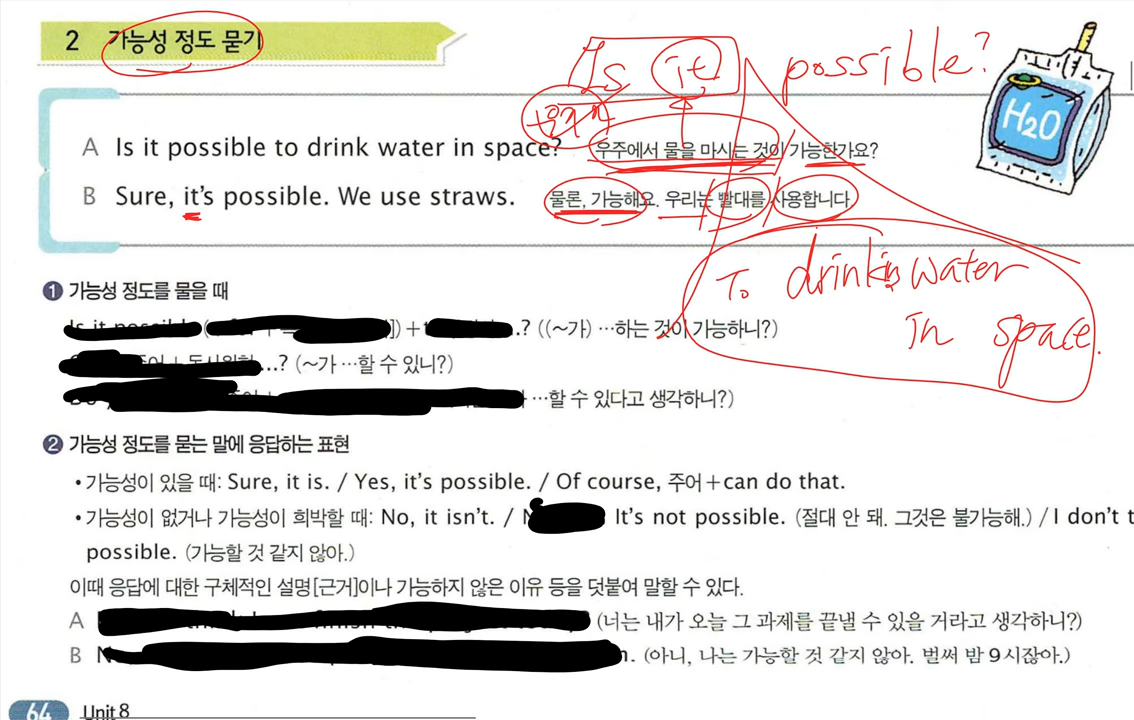 2 가능성 정도 묻기
Is it possible?
H2O
A Is it possible to drink water in space? 우주에서 물을 마시는 것이 가능한가요?
B Sure, it's possible. We use straws. 물론, 가능해요. 우리는 빨대를 사용합니다.
To drink water
in space.
❶ 가능성 정도를 물을 때
Is it possible ]) + .? ((~가) …하는 것이 가능하니?)
…? (~가 …할 수 있니?)
…할 수 있다고 생각하니?)
❷ 가능성 정도를 묻는 말에 응답하는 표현
• 가능성이 있을 때: Sure, it is. / Yes, it's possible. / Of course, 주어+can do that.
• 가능성이 없거나 가능성이 희박할 때: No, it isn't. / It's not possible. (절대 안 돼. 그것은 불가능해.) / I don't t
possible. (가능할 것 같지 않아.)
이때 응답에 대한 구체적인 설명[근거]이나 가능하지 않은 이유 등을 덧붙여 말할 수 있다.
A (너는 내가 오늘 그 과제를 끝낼 수 있을 거라고 생각하니?)
B (아니, 나는 가능할 것 같지 않아. 벌써 밤 9시잖아.)
64 Unit 8